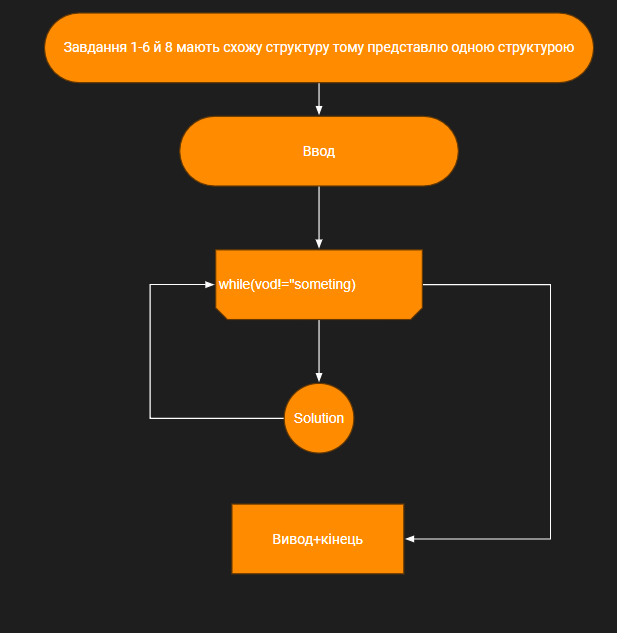 Завдання 1-6 й 8 мають схожу структуру тому представлю одною структурою
Ввод
while(vod!="someting)
Solution
Вивод+кінець